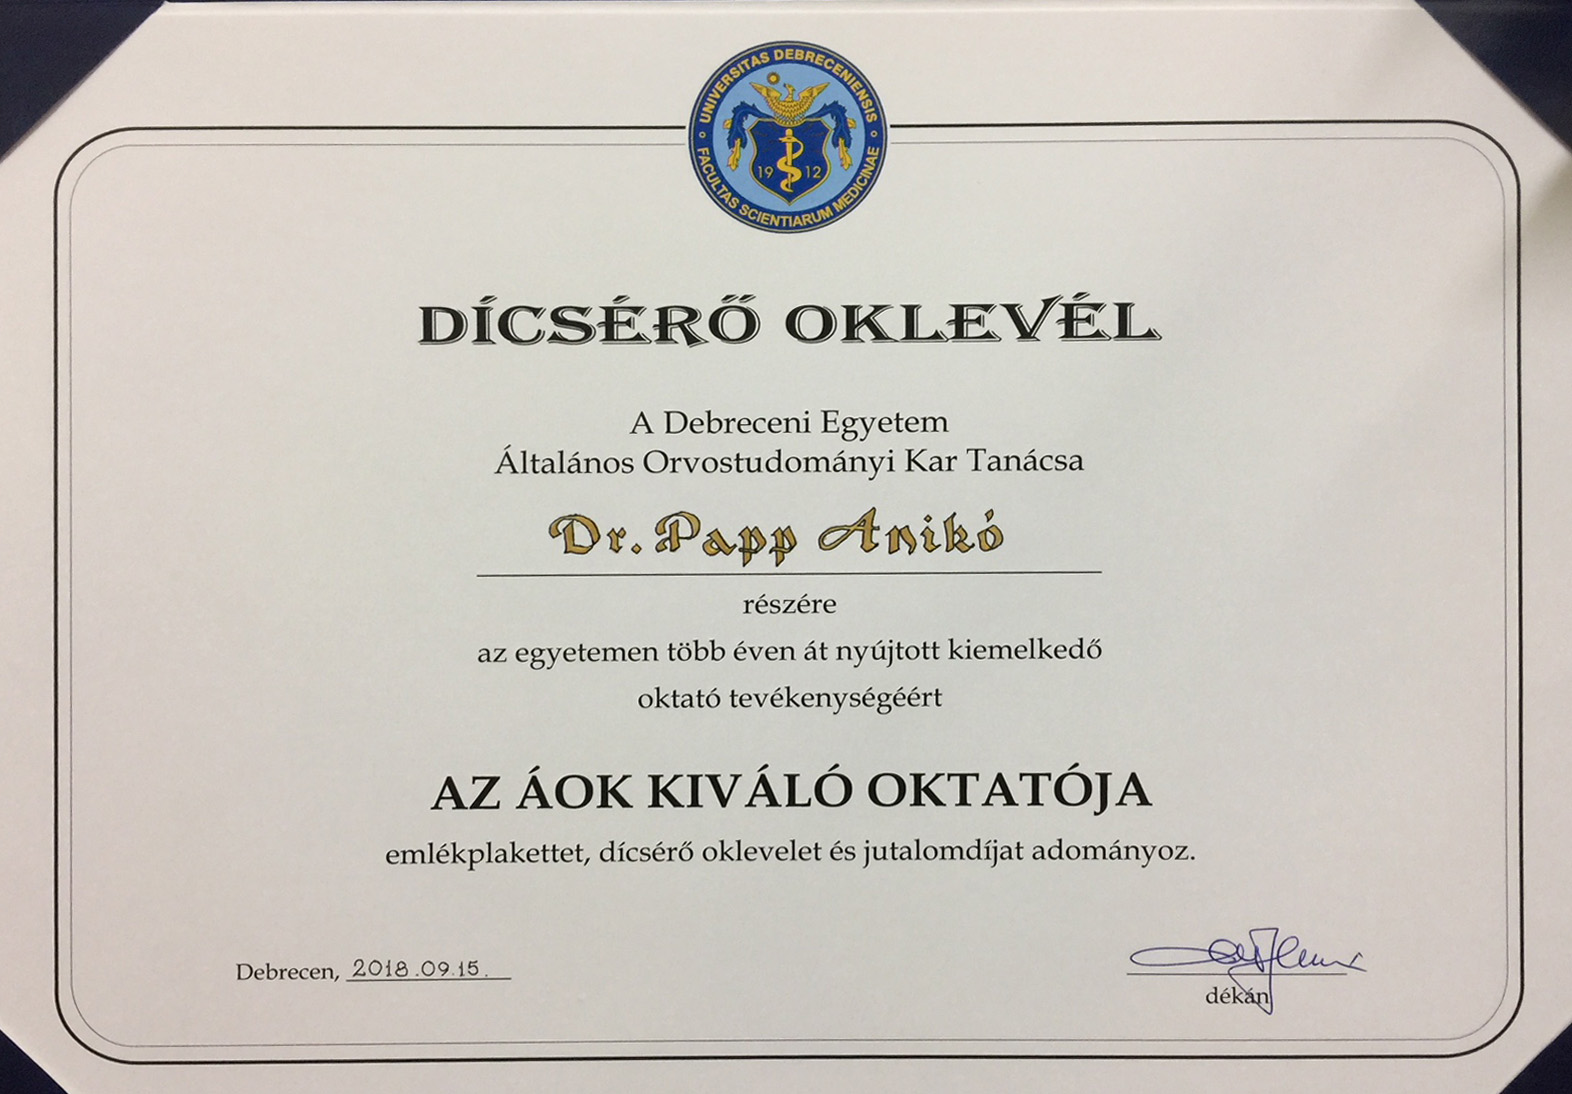 UNIVERSITAS DEBRECENIENSIS
FACULTAS SCIENTIARUM MEDICINAE
19 12
DÍCSÉRŐ OKLEVÉL
A Debreceni Egyetem
Általános Orvostudományi Kar Tanácsa
Dr. Papp Anikó
részére
az egyetemen több éven át nyújtott kiemelkedő
oktató tevékenységéért
AZ ÁOK KIVÁLÓ OKTATÓJA
emlékplakettet, dícsérő oklevelet és jutalomdíjat adományoz.
Debrecen, 2018.09.15.
dékán